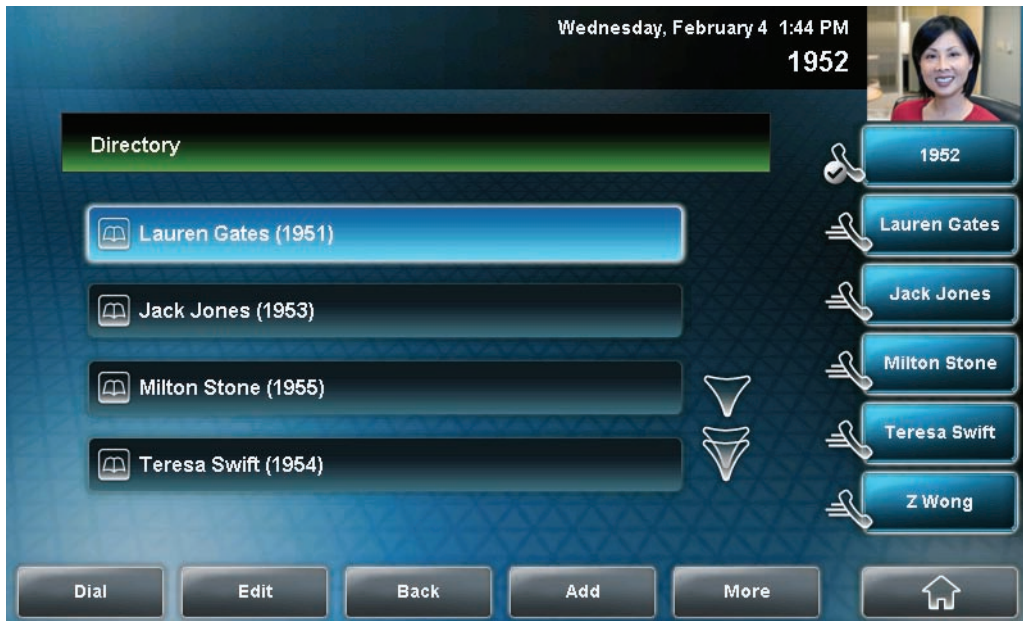 Wednesday, February 4 1:44 PM
1952
Directory
Lauren Gates (1951)
Jack Jones (1953)
Milton Stone (1955)
Teresa Swift (1954)
1952
Lauren Gates
Jack Jones
Milton Stone
Teresa Swift
Z Wong
Dial Edit Back Add More